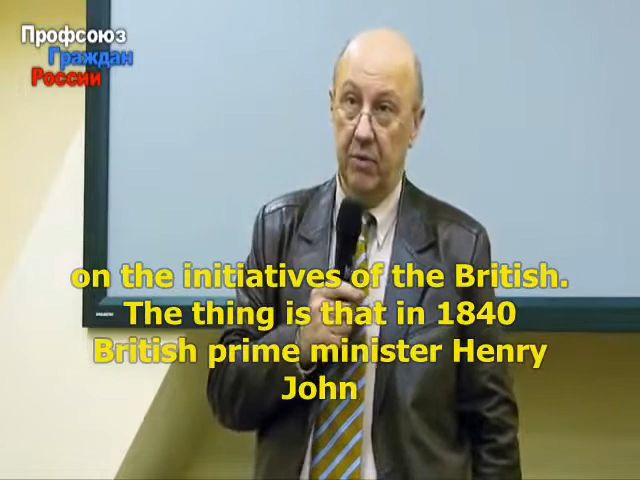 Профсоюз
Граждан
России
on the initiatives of the British.
The thing is that in 1840
British prime minister Henry
John